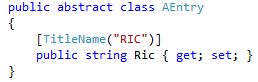 public abstract class AEntry
{
    [TitleName("RIC")]
    public string Ric { get; set; }
}